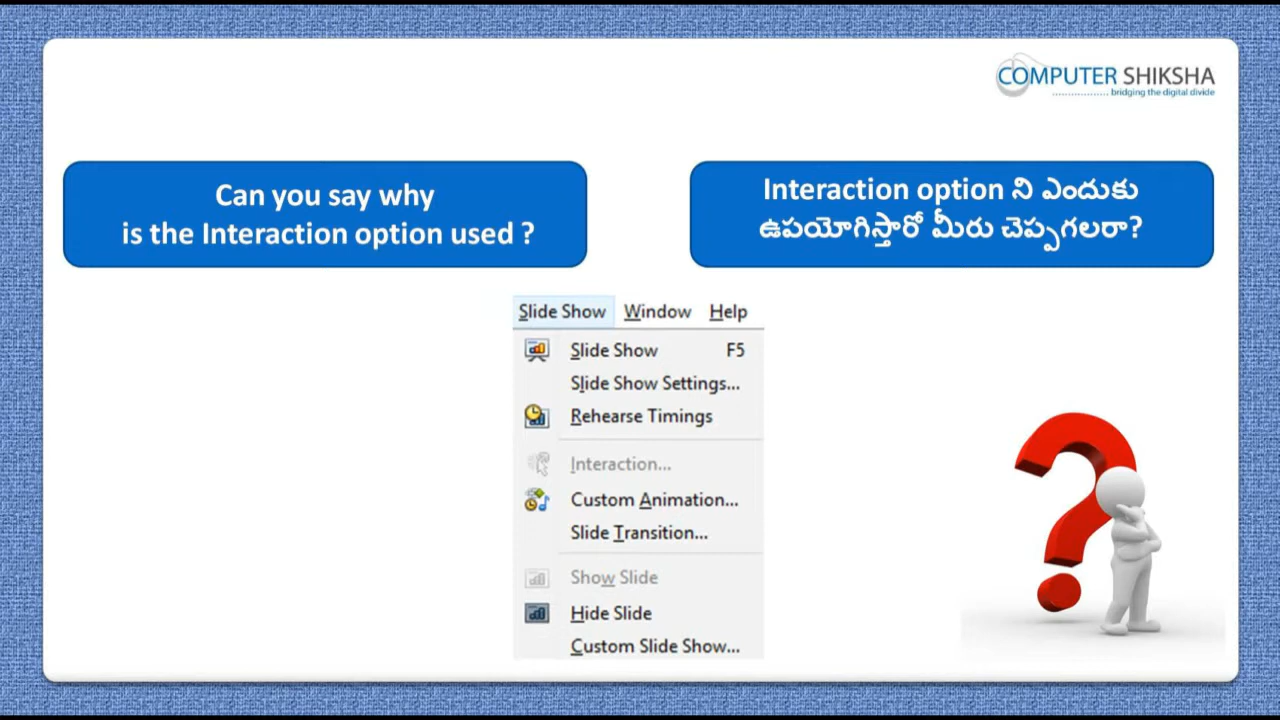 COMPUTER SHIKSHA
.................. bridging the digital divide
Can you say why
is the Interaction option used ?
Interaction option ని ఎందుకు
ఉపయోగిస్తారో మీరు చెప్పగలరా?
Slide Show Window Help
Slide Show F5
Slide Show Settings...
Rehearse Timings
Interaction...
Custom Animation...
Slide Transition...
Show Slide
Hide Slide
Custom Slide Show...